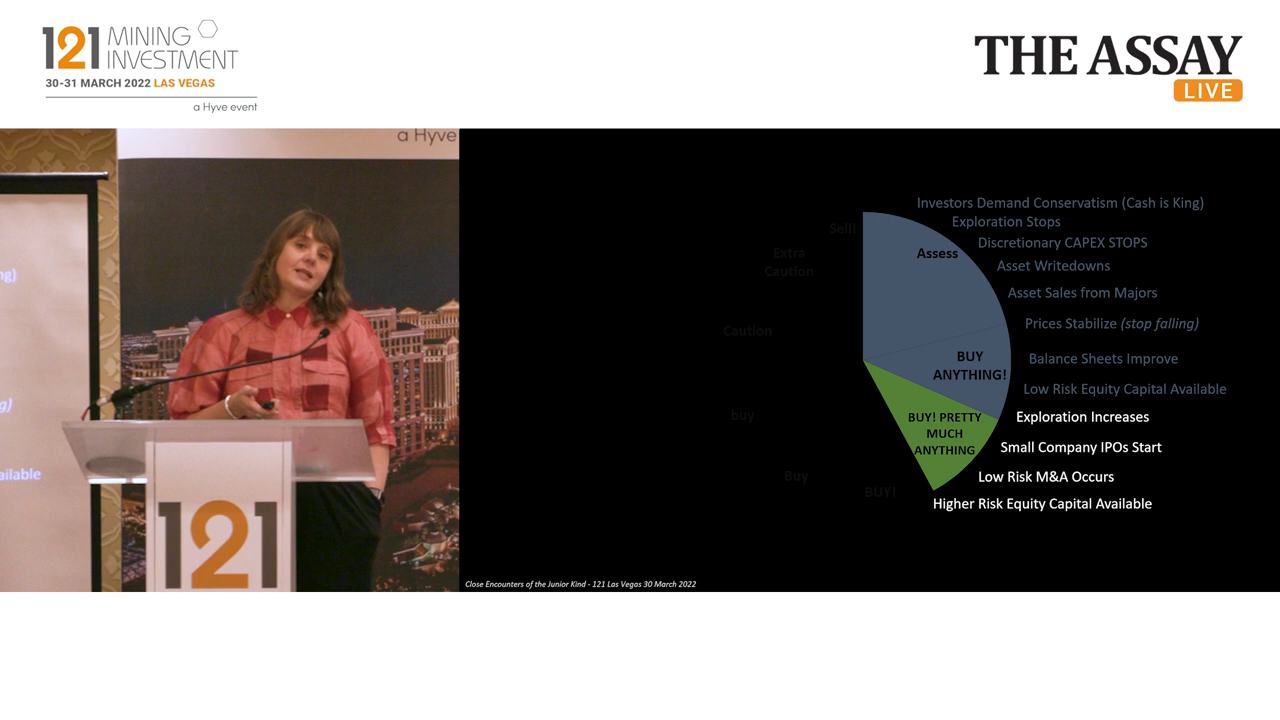 121 MINING
INVESTMENT
30-31 MARCH 2022 LAS VEGAS
a Hyve event
THE ASSAY
LIVE
a Hyve
ng)
g)
ailable
121
Investors Demand Conservatism (Cash is King)
Exploration Stops
Discretionary CAPEX STOPS
Asset Writedowns
Asset Sales from Majors
Prices Stabilize (stop falling)
Balance Sheets Improve
Low Risk Equity Capital Available
Exploration Increases
Small Company IPOs Start
Low Risk M&A Occurs
Higher Risk Equity Capital Available
Assess
BUY
ANYTHING!
BUY! PRETTY
MUCH
ANYTHING
BUY!
Buy
buy
Caution
Extra
Caution
Sell!
Close Encounters of the Junior Kind - 121 Las Vegas 30 March 2022